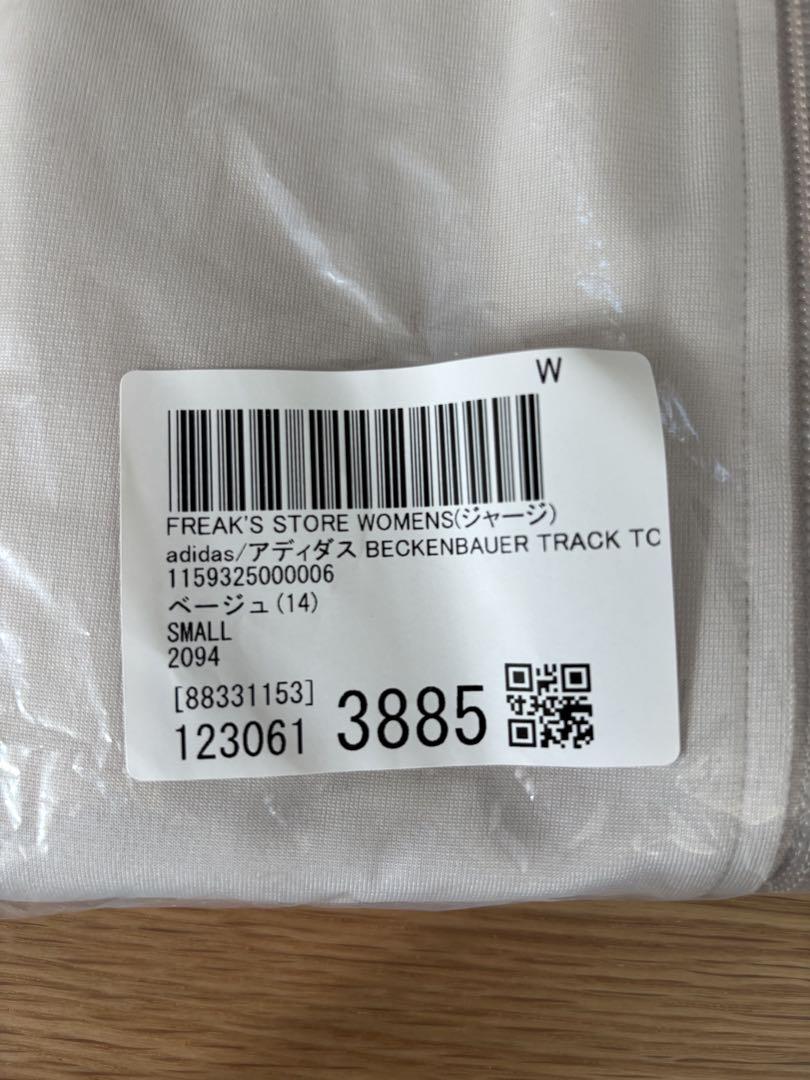 W
FREAK'S STORE WOMENS(ジャージ)
adidas/アディダス BECKENBAUER TRACK TO
1159325000006
ベージュ(14)
SMALL
2094
[88331153]
123061 3885